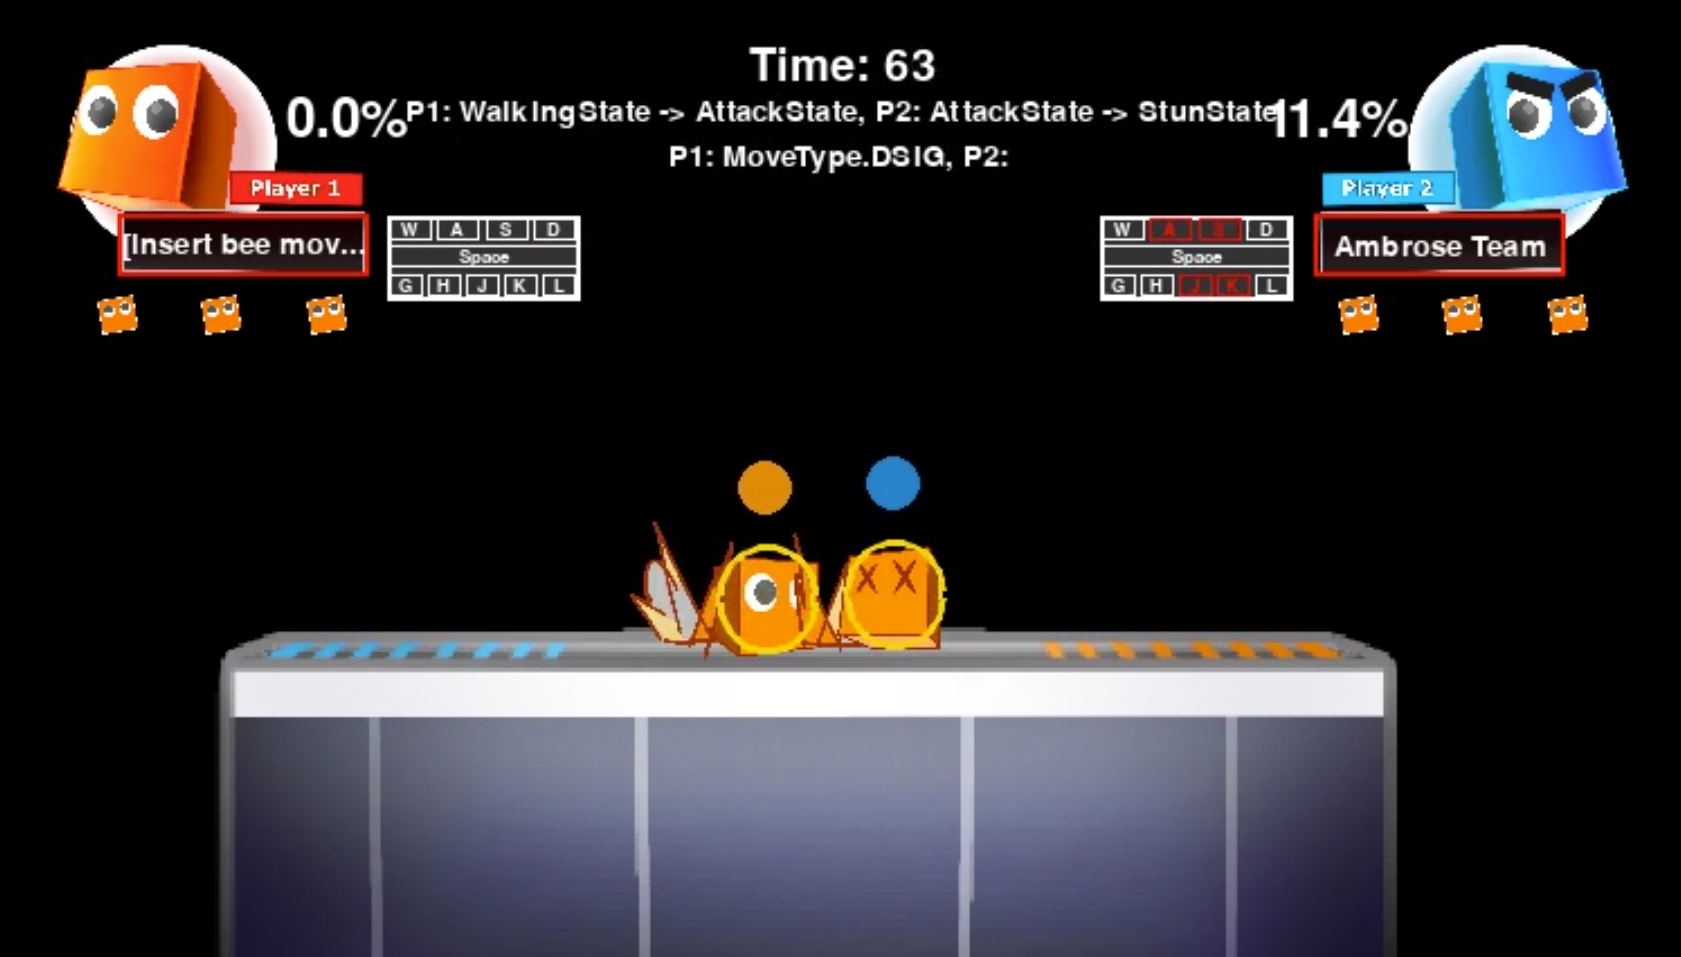 Time: 63
0.0%
P1: WalkingState -> AttackState, P2: AttackState -> StunState
11.4%
P1: MoveType.DSIG, P2:
Player 1
Player 2
[Insert bee mov...
Ambrose Team
W A S D
Space
G H J K L
W A S D
Space
G H J K L
X X